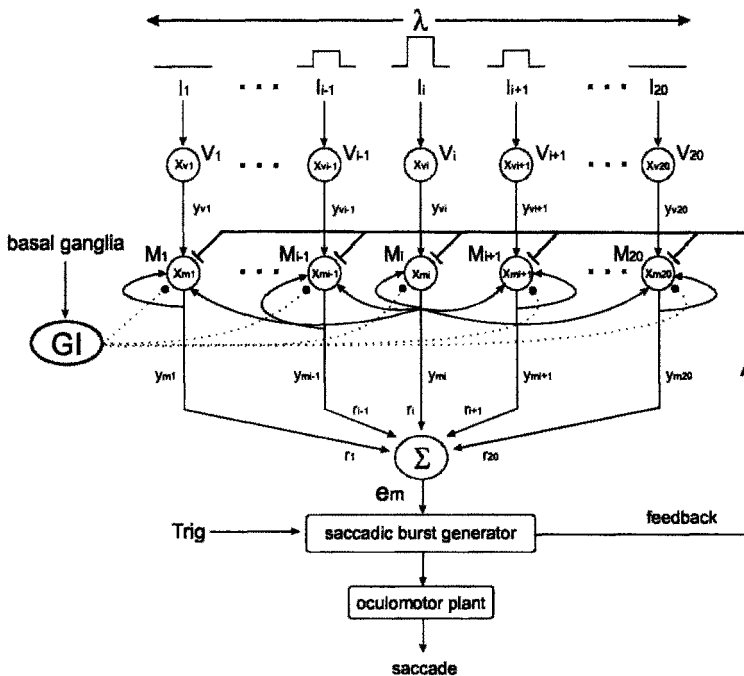 λ
I1 ... Ii-1 Ii Ii+1 ... I20
xv1 V1 ... xvi-1 Vi-1 xvi Vi xvi+1 Vi+1 ... xv20 V20
yv1 yvi-1 yvi yvi+1 yv20
basal ganglia
M1 Mi-1 Mi Mi+1 M20
xm1 ... xmi-1 xmi xmi+1 ... xm20
GI
ym1 ymi-1 ymi ymi+1 ym20
ri-1 ri ri+1
r1 Σ r20
em
Trig saccadic burst generator feedback
oculomotor plant
saccade